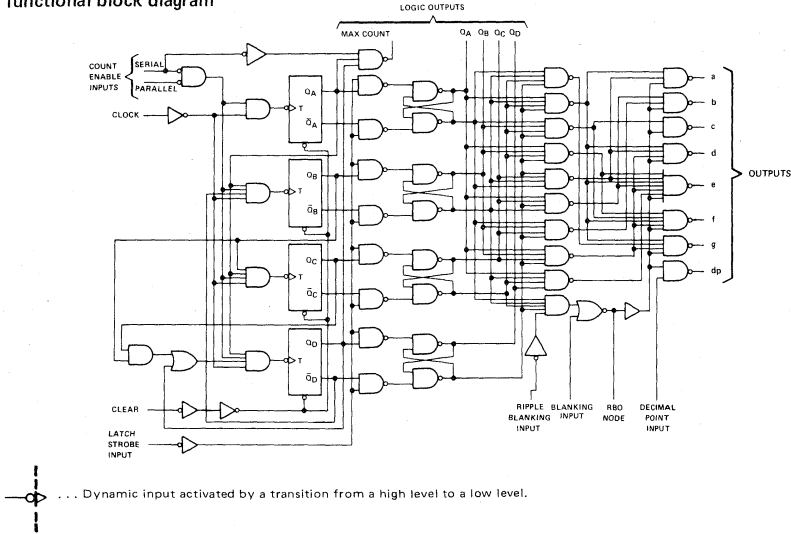 functional block diagram
LOGIC OUTPUTS
MAX COUNT
QA QB QC QD
COUNT
ENABLE
INPUTS
SERIAL
PARALLEL
CLOCK
QA
T
Q̅A
QB
T
Q̅B
QC
T
Q̅C
QD
T
Q̅D
a
b
c
d
e
f
g
dp
OUTPUTS
CLEAR
LATCH
STROBE
INPUT
RIPPLE
BLANKING
INPUT
BLANKING
INPUT
RBO
NODE
DECIMAL
POINT
INPUT
. . . Dynamic input activated by a transition from a high level to a low level.